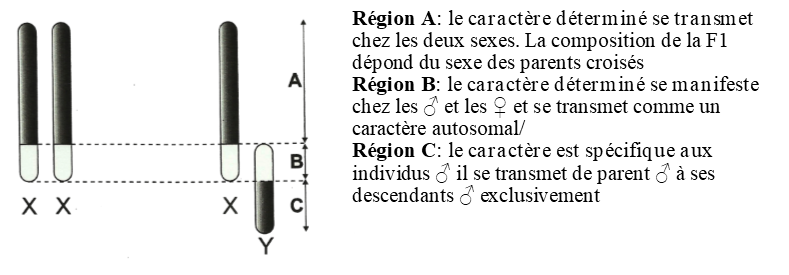 Région A: le caractère déterminé se transmet
chez les deux sexes. La composition de la F1
dépend du sexe des parents croisés
Région B: le caractère déterminé se manifeste
chez les ♂ et les ♀ et se transmet comme un
caractère autosomal/
Région C: le caractère est spécifique aux
individus ♂ il se transmet de parent ♂ à ses
descendants ♂ exclusivement
A
B
C
X X X
Y